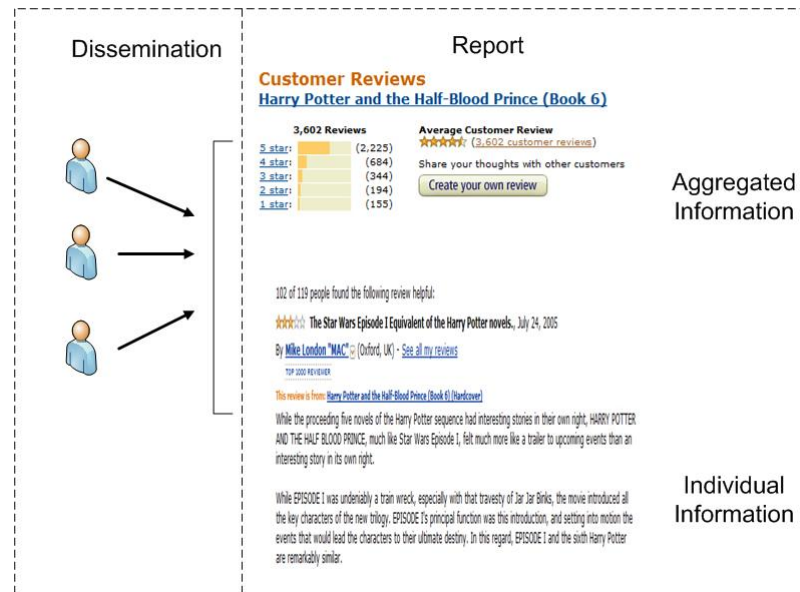 Dissemination
Report
Customer Reviews
Harry Potter and the Half-Blood Prince (Book 6)
3,602 Reviews
5 star: (2,225)
4 star: (684)
3 star: (344)
2 star: (194)
1 star: (155)
Average Customer Review
(3,602 customer reviews)
Share your thoughts with other customers
Create your own review
Aggregated
Information
102 of 119 people found the following review helpful:
The Star Wars Episode I Equivalent of the Harry Potter novels., July 24, 2005
By Mike London "MAC" (Oxford, UK) - See all my reviews
TOP 1000 REVIEWER
This review is from: Harry Potter and the Half-Blood Prince (Book 6) (Hardcover)
While the proceeding five novels of the Harry Potter sequence had interesting stories in their own right, HARRY POTTER
AND THE HALF BLOOD PRINCE, much like Star Wars Episode I, felt much more like a trailer to upcoming events than an
interesting story in its own right.
While EPISODE I was undeniably a train wreck, especially with that travesty of Jar Jar Binks, the movie introduced all
the key characters of the new trilogy. EPISODE I's principal function was this introduction, and setting into motion the
events that would lead the characters to their ultimate destiny. In this regard, EPISODE I and the sixth Harry Potter
are remarkably similar.
Individual
Information